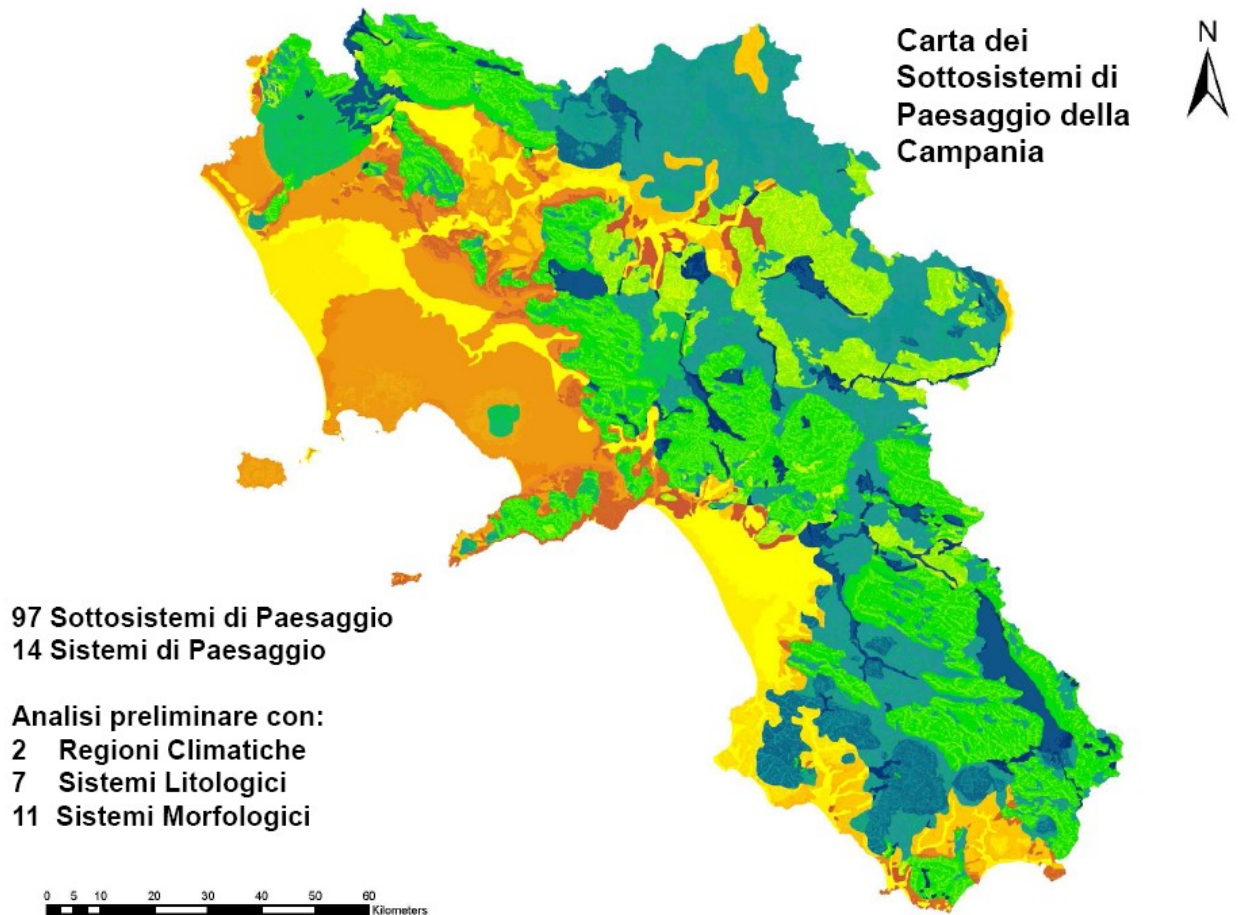 Carta dei
Sottosistemi di
Paesaggio della
Campania
N
97 Sottosistemi di Paesaggio
14 Sistemi di Paesaggio
Analisi preliminare con:
2 Regioni Climatiche
7 Sistemi Litologici
11 Sistemi Morfologici
0 5 10 20 30 40 50 60
Kilometers